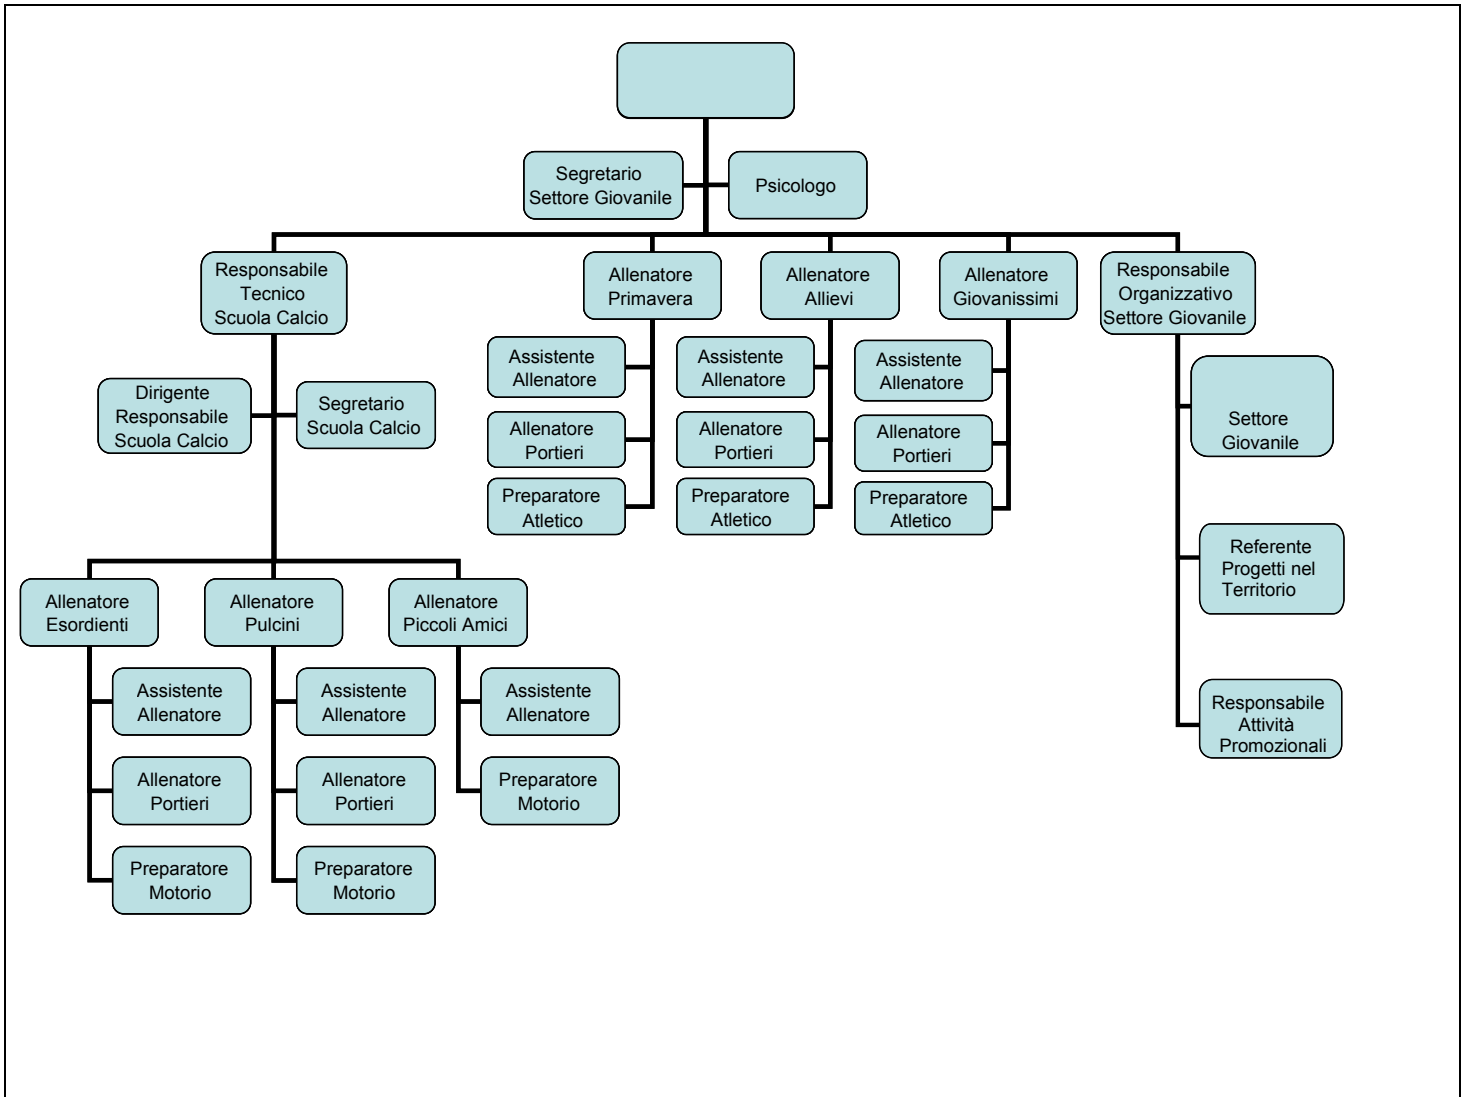 Segretario
Settore Giovanile
Psicologo
Responsabile
Tecnico
Scuola Calcio
Allenatore
Primavera
Allenatore
Allievi
Allenatore
Giovanissimi
Responsabile
Organizzativo
Settore Giovanile
Assistente
Allenatore
Allenatore
Portieri
Preparatore
Atletico
Assistente
Allenatore
Allenatore
Portieri
Preparatore
Atletico
Assistente
Allenatore
Allenatore
Portieri
Preparatore
Atletico
Settore
Giovanile
Referente
Progetti nel
Territorio
Responsabile
Attività
Promozionali
Dirigente
Responsabile
Scuola Calcio
Segretario
Scuola Calcio
Allenatore
Esordienti
Allenatore
Pulcini
Allenatore
Piccoli Amici
Assistente
Allenatore
Allenatore
Portieri
Preparatore
Motorio
Assistente
Allenatore
Allenatore
Portieri
Preparatore
Motorio
Assistente
Allenatore
Preparatore
Motorio